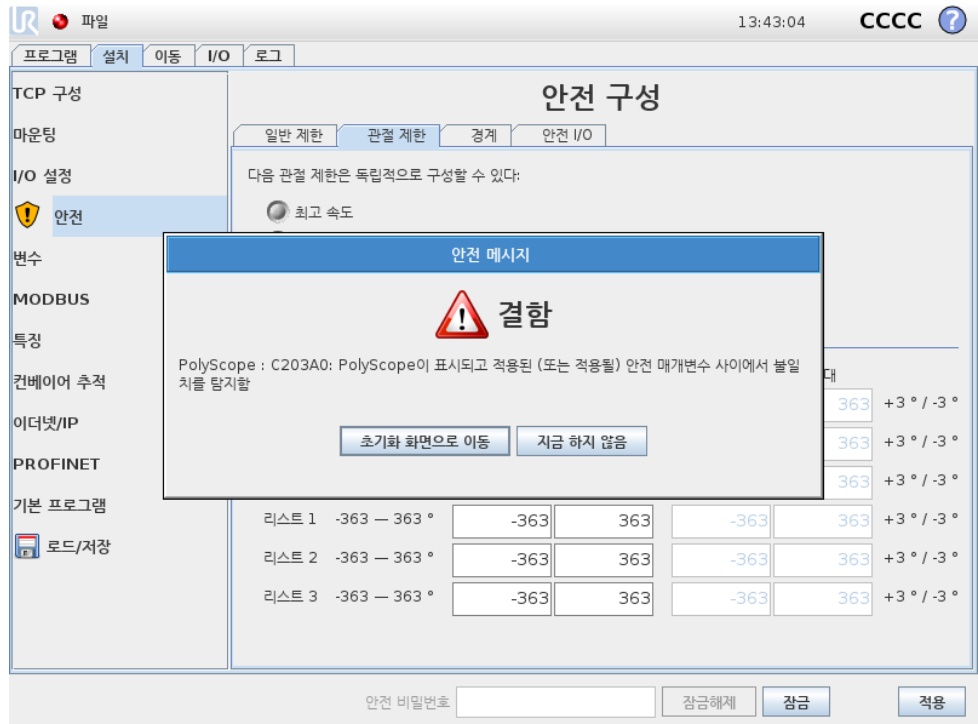 UR 파일 13:43:04 CCCC ?
프로그램 설치 이동 I/O 로그
TCP 구성
마운팅
I/O 설정
안전
변수
MODBUS
특징
컨베이어 추적
이더넷/IP
PROFINET
기본 프로그램
로드/저장
안전 구성
일반 제한 관절 제한 경계 안전 I/O
다음 관절 제한은 독립적으로 구성할 수 있다:
최고 속도
안전 메시지
결함
PolyScope : C203A0: PolyScope이 표시되고 적용된 (또는 적용될) 안전 매개변수 사이에서 불일
치를 탐지함
초기화 화면으로 이동 지금 하지 않음
대
363 +3 ° / -3 °
363 +3 ° / -3 °
363 +3 ° / -3 °
리스트 1 -363 — 363 ° -363 363 -363 363 +3 ° / -3 °
리스트 2 -363 — 363 ° -363 363 -363 363 +3 ° / -3 °
리스트 3 -363 — 363 ° -363 363 -363 363 +3 ° / -3 °
안전 비밀번호 잠금해제 잠금 적용